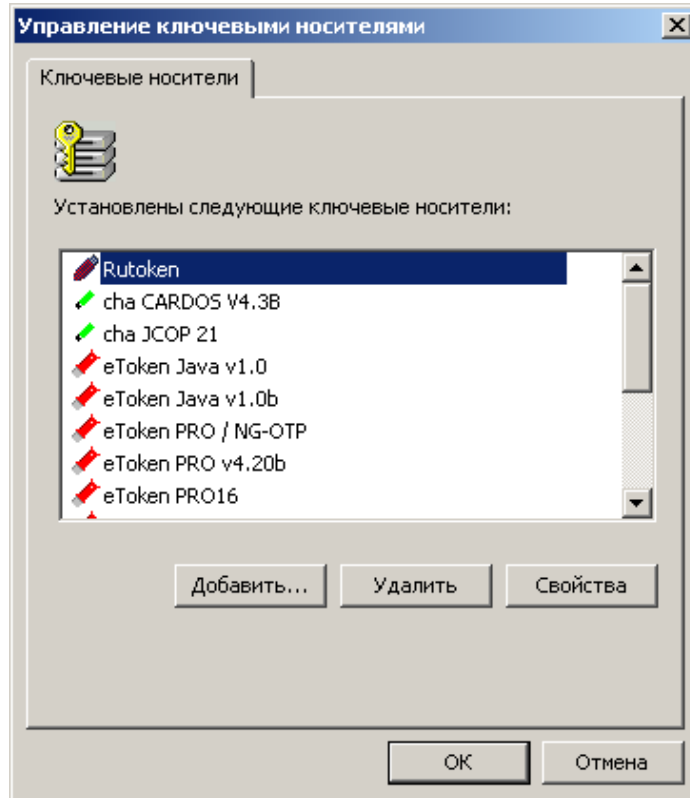 Управление ключевыми носителями
Ключевые носители
Установлены следующие ключевые носители:
Rutoken
cha CARDOS V4.3B
cha JCOP 21
eToken Java v1.0
eToken Java v1.0b
eToken PRO / NG-OTP
eToken PRO v4.20b
eToken PRO16
Добавить... Удалить Свойства
ОК Отмена